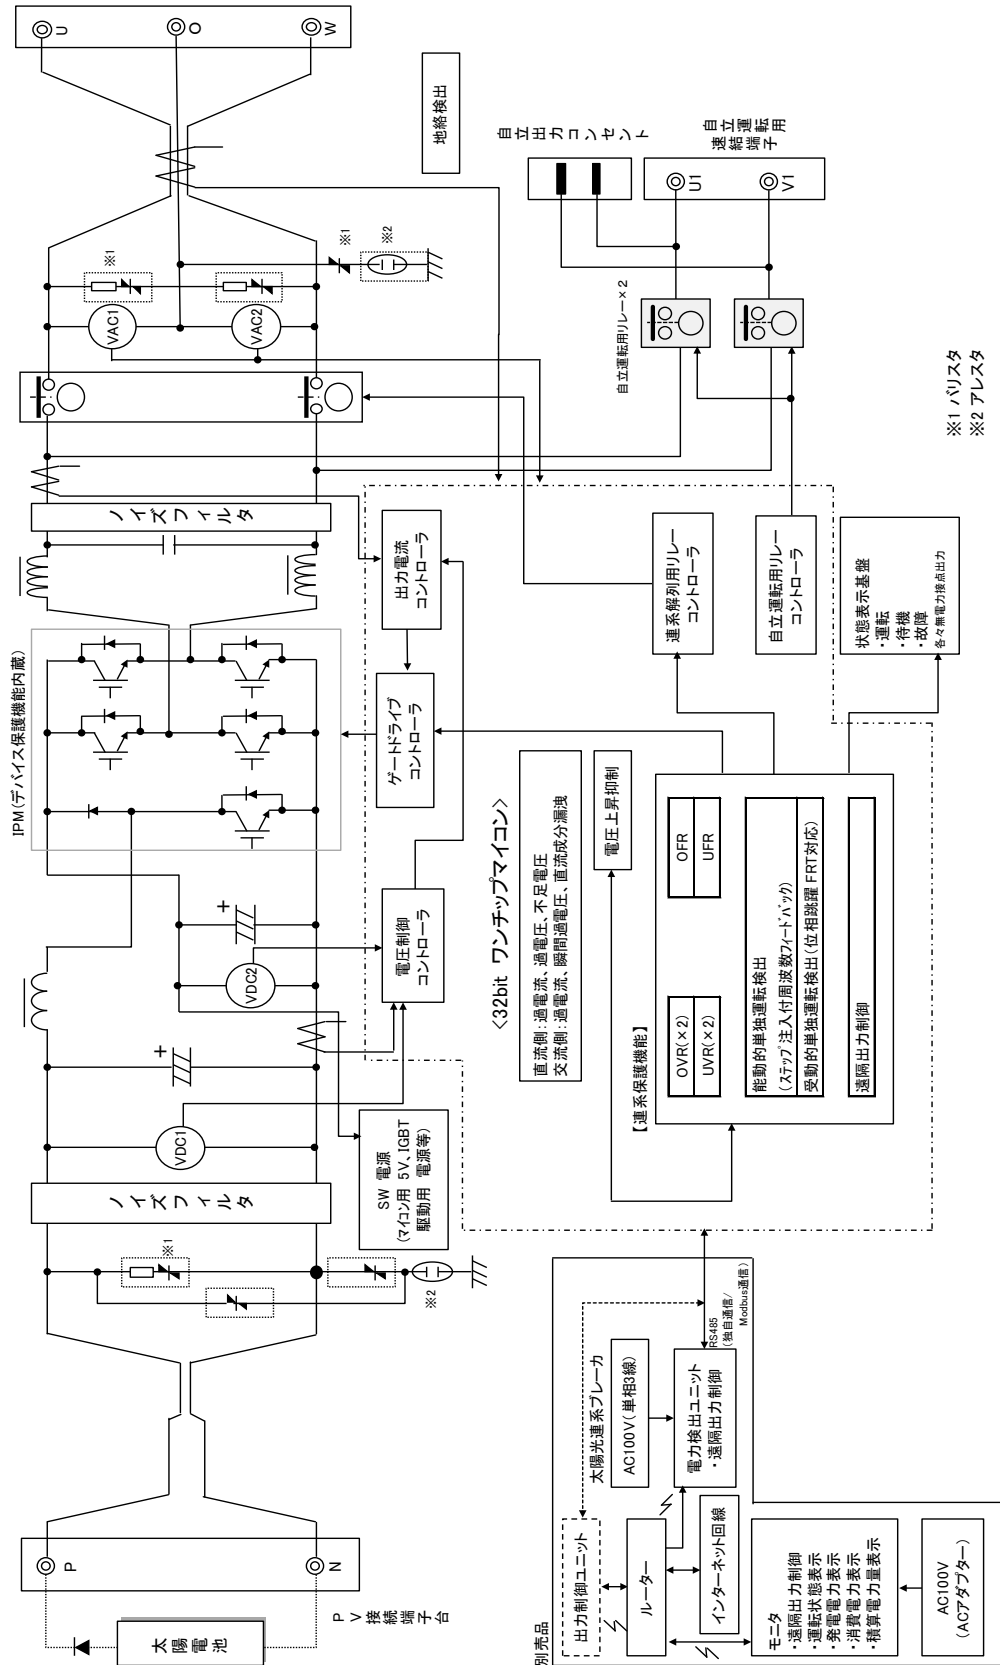 太陽電池
P
N
PV接続端子台
※1
※2
ノイズフィルタ
VDC1
+
SW 電源
(マイコン用 5V、IGBT
駆動用 電源等)
VDC2
+
電圧制御
コントローラ
IPM(デバイス保護機能内蔵)
ゲートドライブ
コントローラ
出力電流
コントローラ
ノイズフィルタ
VAC1
VAC2
※1
※1
※2
地絡検出
U
O
W
自立出力コンセント
自立運転用
速結端子
U1
V1
自立運転用リレー×2
連系解列用リレー
コントローラ
自立運転用リレー
コントローラ
状態表示基盤
・運転
・待機
・故障
各々無電力接点出力
<32bit ワンチップマイコン>
直流側:過電流、過電圧、不足電圧
交流側:過電流、瞬間過電圧、直流成分漏洩
電圧上昇抑制
【連系保護機能】
OVR(×2)
UVR(×2)
OFR
UFR
能動的単独運転検出
(ステップ注入付周波数フィードバック)
受動的単独運転検出(位相跳躍 FRT対応)
遠隔出力制御
別売品
出力制御ユニット
太陽光連系ブレーカ
AC100V(単相3線)
RS485
(独自通信/
Modbus通信)
ルーター
電力検出ユニット
・遠隔出力制御
インターネット回線
モニタ
・遠隔出力制御
・運転状態表示
・発電電力表示
・消費電力表示
・積算電力量表示
AC100V
(ACアダプター)
※1 バリスタ
※2 アレスタ